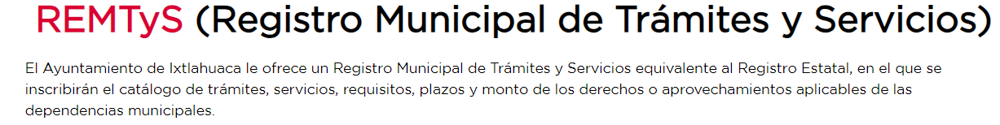 REMTyS (Registro Municipal de Trámites y Servicios)
El Ayuntamiento de Ixtlahuaca le ofrece un Registro Municipal de Trámites y Servicios equivalente al Registro Estatal, en el que se
inscribirán el catálogo de trámites, servicios, requisitos, plazos y monto de los derechos o aprovechamientos aplicables de las
dependencias municipales.